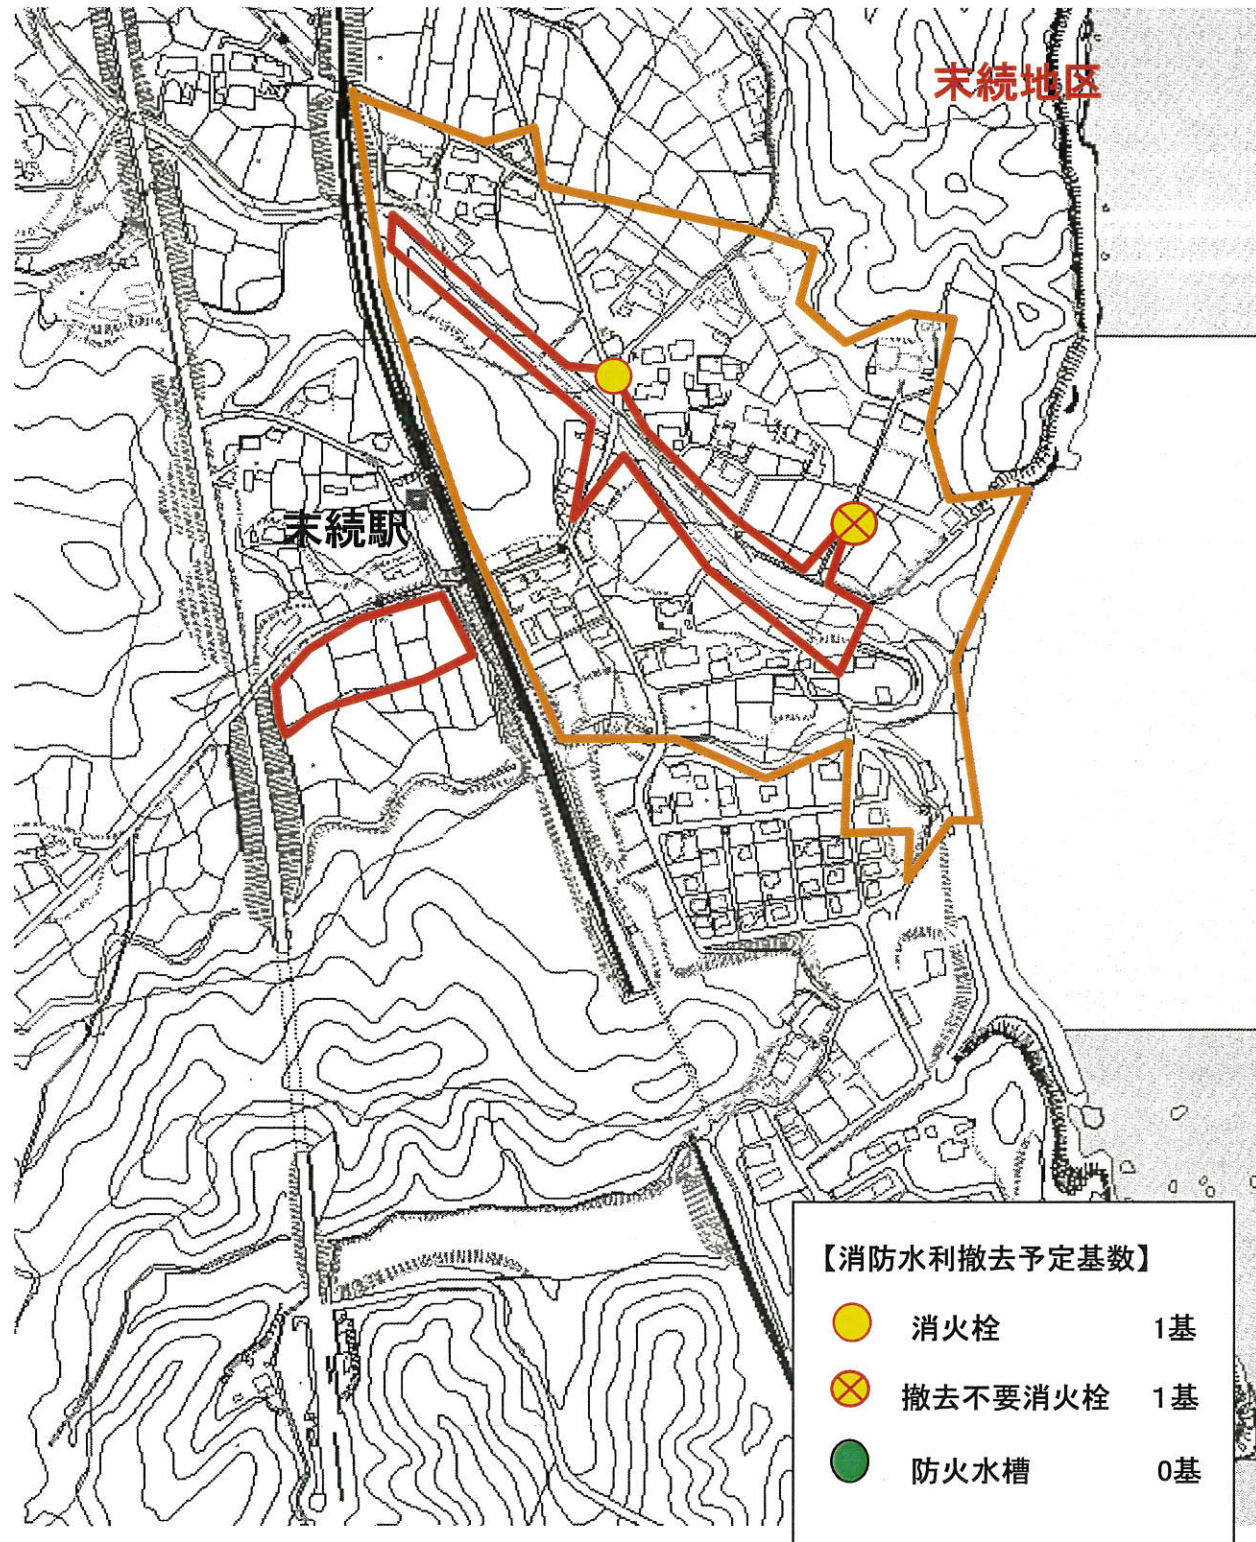 末続地区
末続駅
【消防水利撤去予定基数】
消火栓 1基
撤去不要消火栓 1基
防火水槽 0基